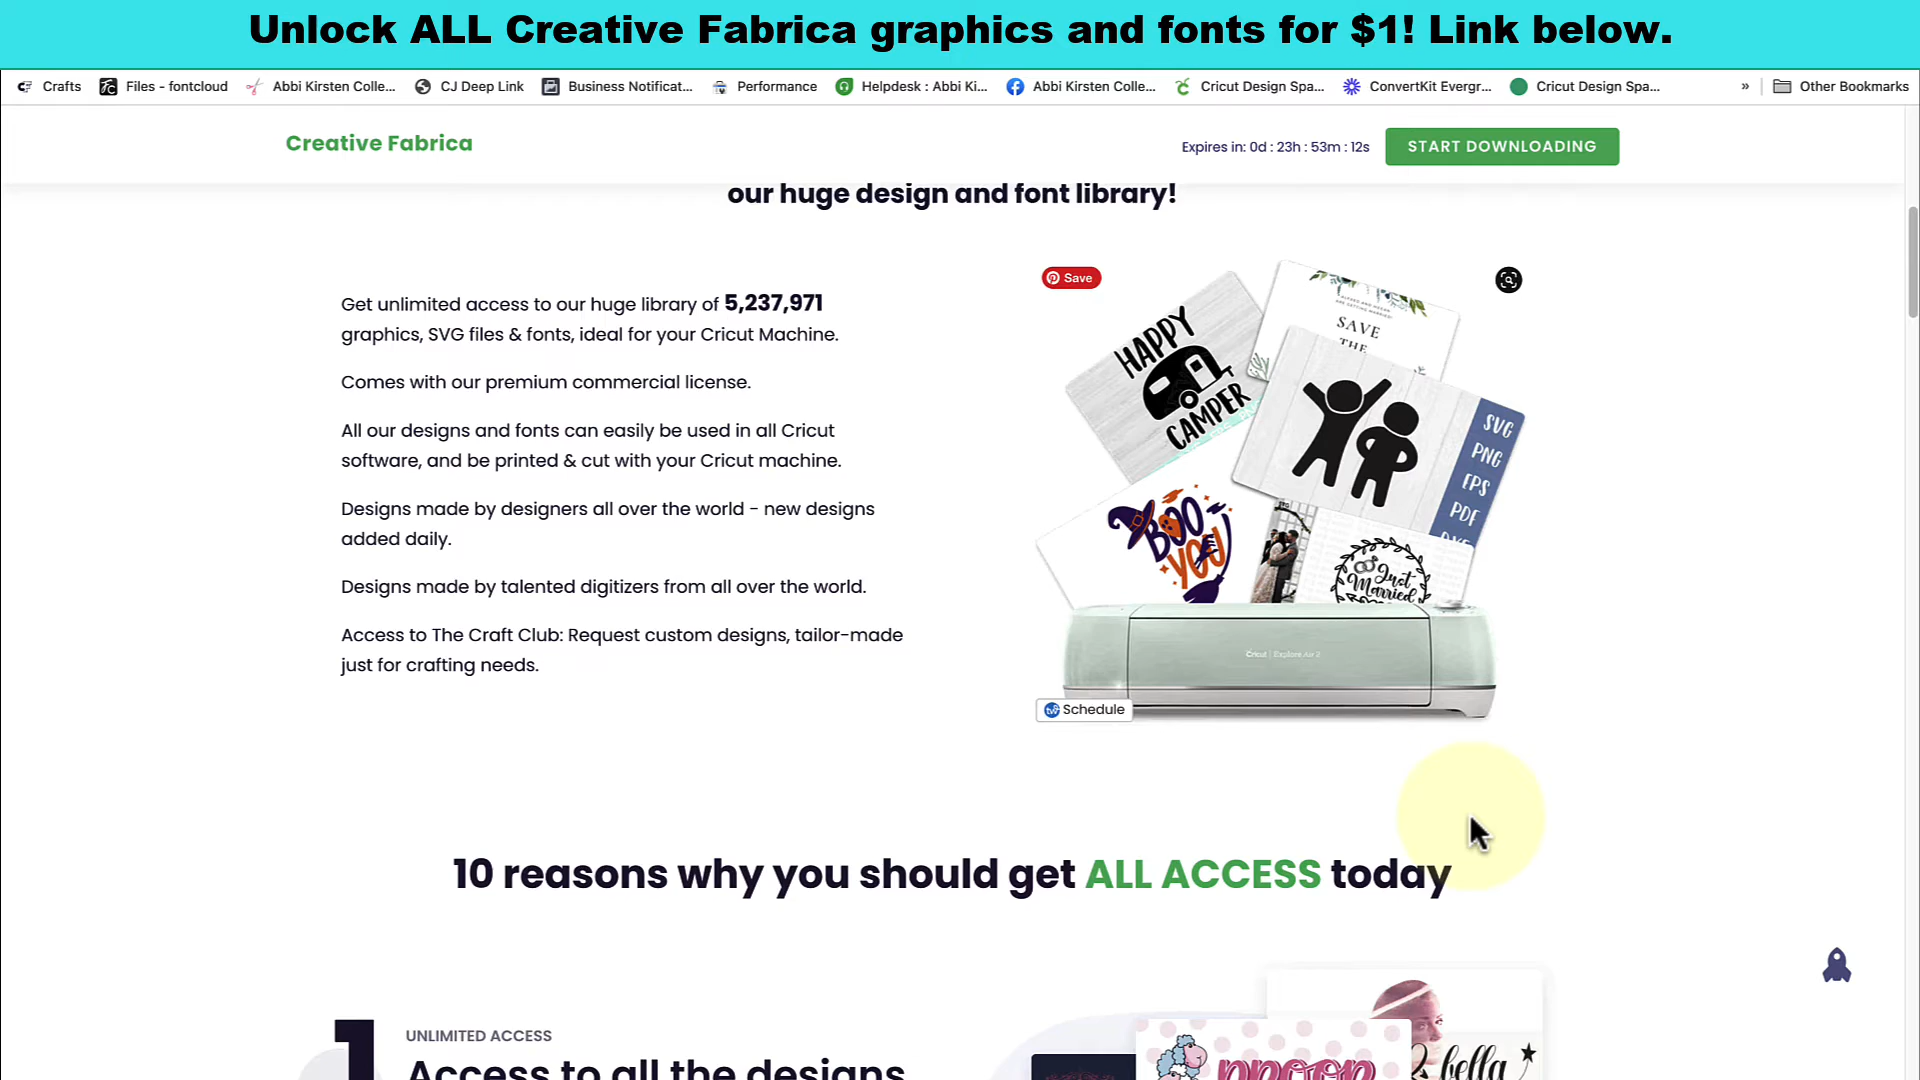 Unlock ALL Creative Fabrica graphics and fonts for $1! Link below.
Crafts
Files - fontcloud
Abbi Kirsten Colle...
CJ Deep Link
Business Notificat...
Performance
Helpdesk : Abbi Ki...
Abbi Kirsten Colle...
Cricut Design Spa...
ConvertKit Evergr...
Cricut Design Spa...
»
Other Bookmarks
Creative Fabrica
Expires in: 0d : 23h : 53m : 12s
START DOWNLOADING
our huge design and font library!
Get unlimited access to our huge library of 5,237,971
graphics, SVG files & fonts, ideal for your Cricut Machine.
Comes with our premium commercial license.
All our designs and fonts can easily be used in all Cricut
software, and be printed & cut with your Cricut machine.
Designs made by designers all over the world - new designs
added daily.
Designs made by talented digitizers from all over the world.
Access to The Craft Club: Request custom designs, tailor-made
just for crafting needs.
Save
HAPPY
CAMPER
SAVE
THE
SVG
PNG
EPS
PDF
BOO
YOU
Just
Married
Cricut Explore Air 2
Schedule
10 reasons why you should get ALL ACCESS today
1
UNLIMITED ACCESS
Access to all the designs
bella